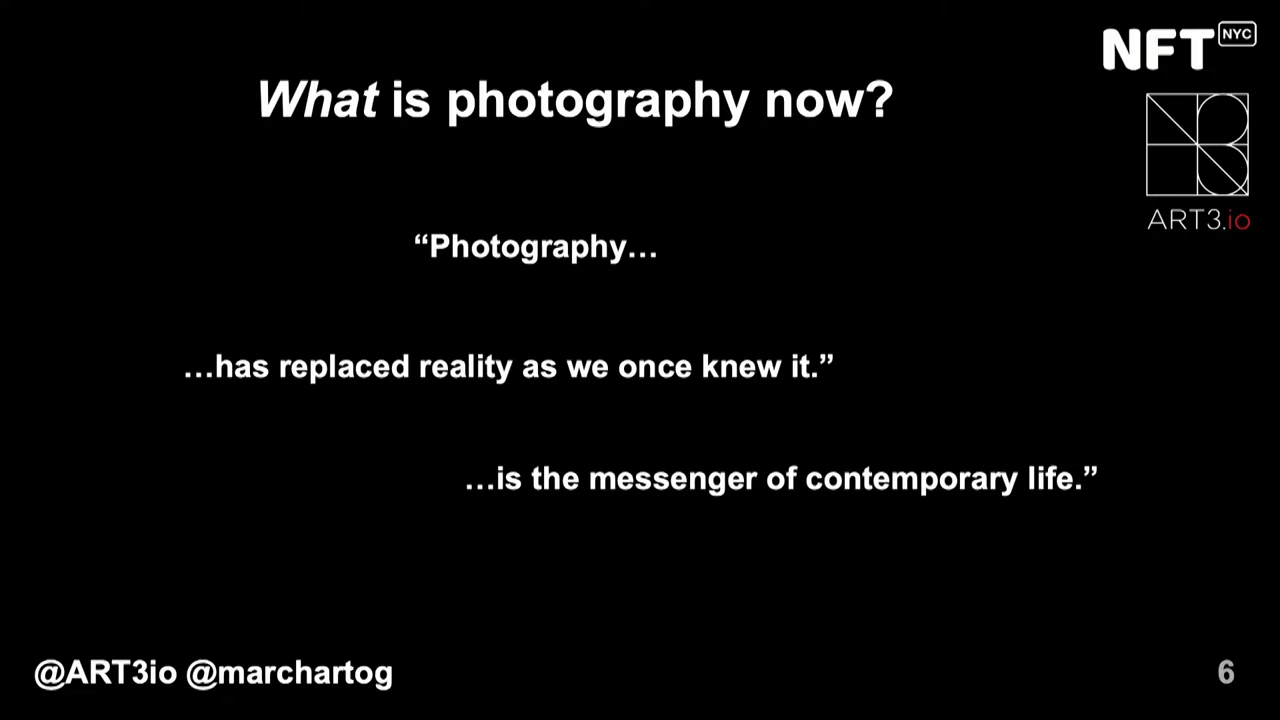 NFT NYC
What is photography now?
ART3.io
“Photography…
…has replaced reality as we once knew it.”
…is the messenger of contemporary life.”
@ART3io @marchartog
6